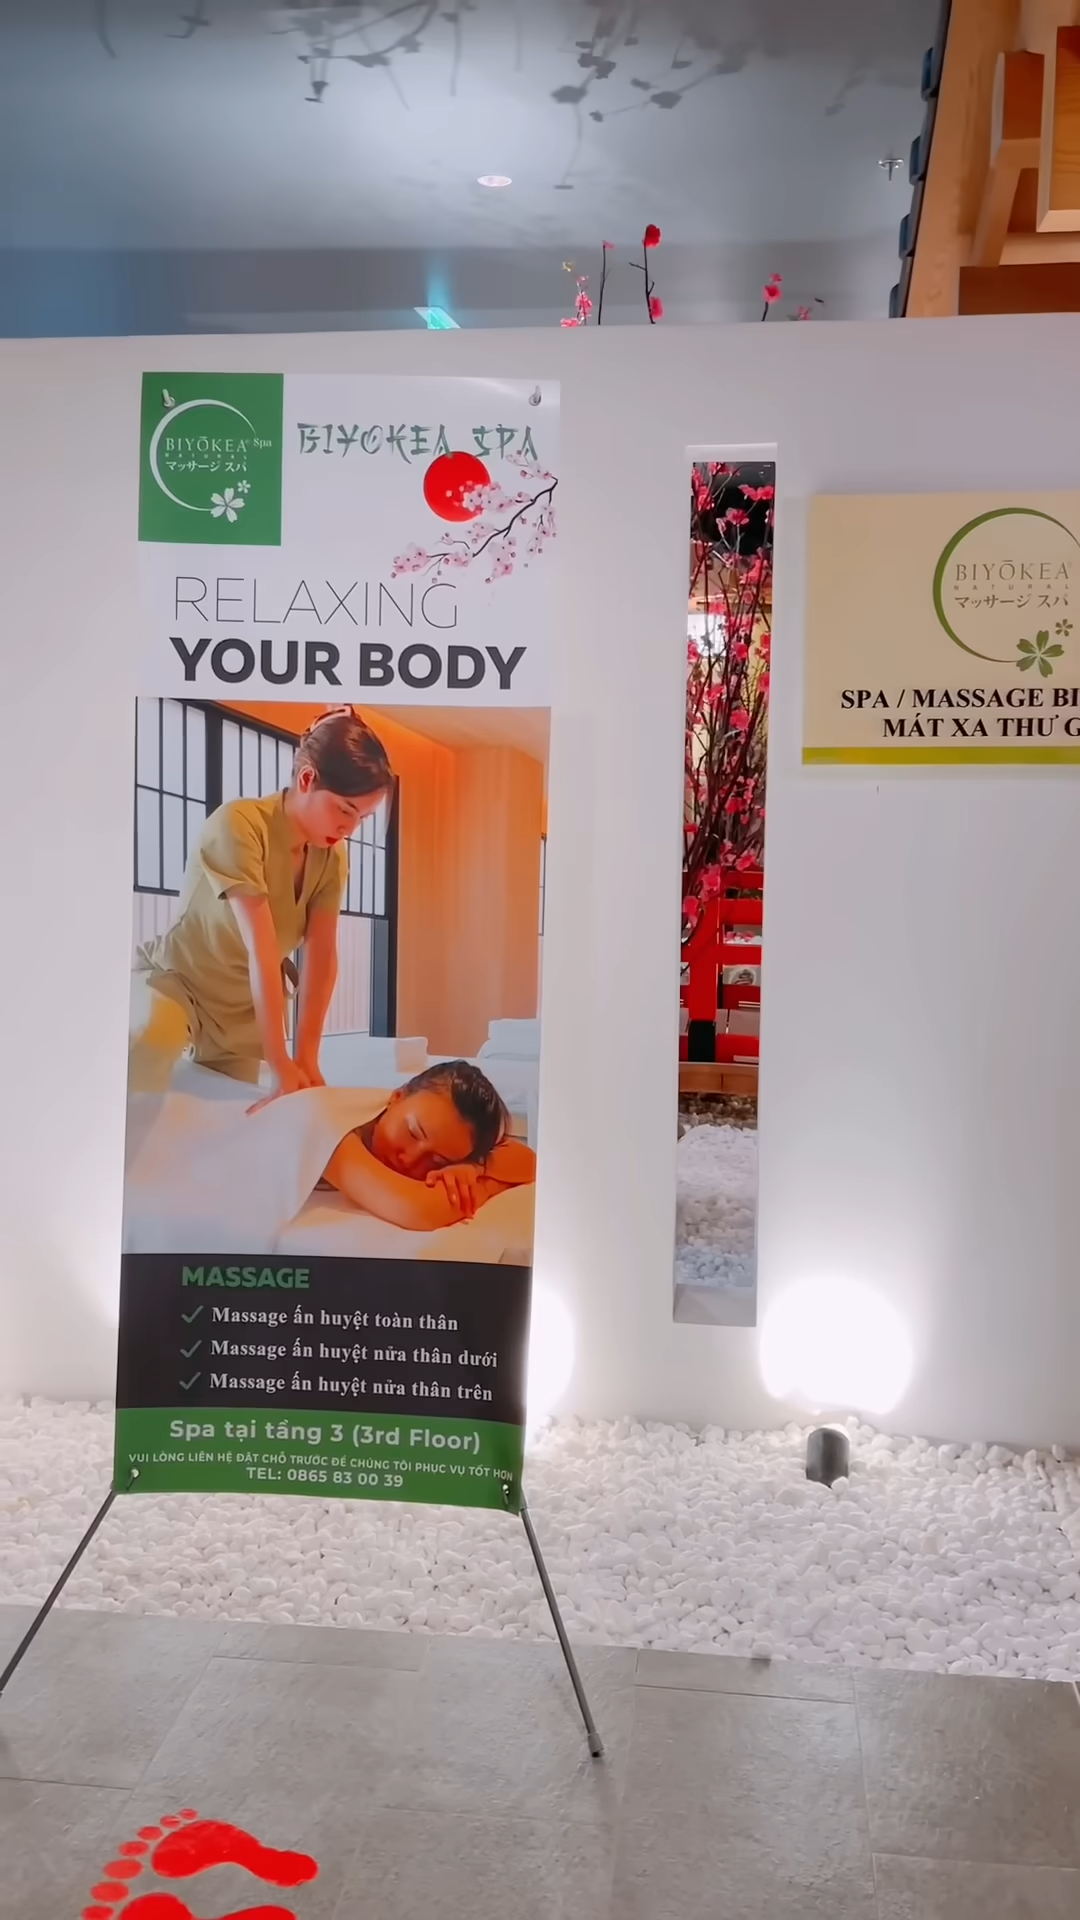 BIYŌKEA Spa
NATURAL
マッサージ スパ
BIYOKEA SPA
RELAXING
YOUR BODY
MASSAGE
Massage ấn huyệt toàn thân
Massage ấn huyệt nửa thân dưới
Massage ấn huyệt nửa thân trên
Spa tại tầng 3 (3rd Floor)
VUI LÒNG LIÊN HỆ ĐẶT CHỖ TRƯỚC ĐỂ CHÚNG TÔI PHỤC VỤ TỐT HƠN
TEL: 0865 83 00 39
BIYŌKEA
NATURAL
マッサージ スパ
SPA / MASSAGE BI
MÁT XA THƯ G